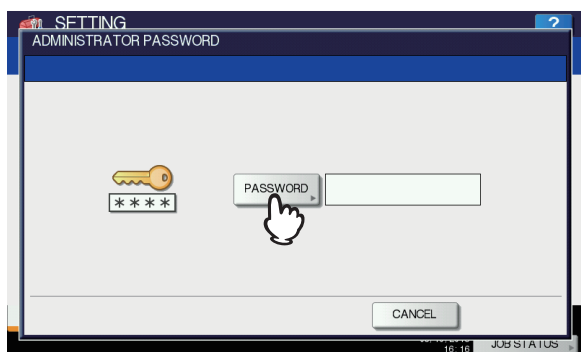 SETTING
?
ADMINISTRATOR PASSWORD
PASSWORD
****
CANCEL
16:16
JOB STATUS